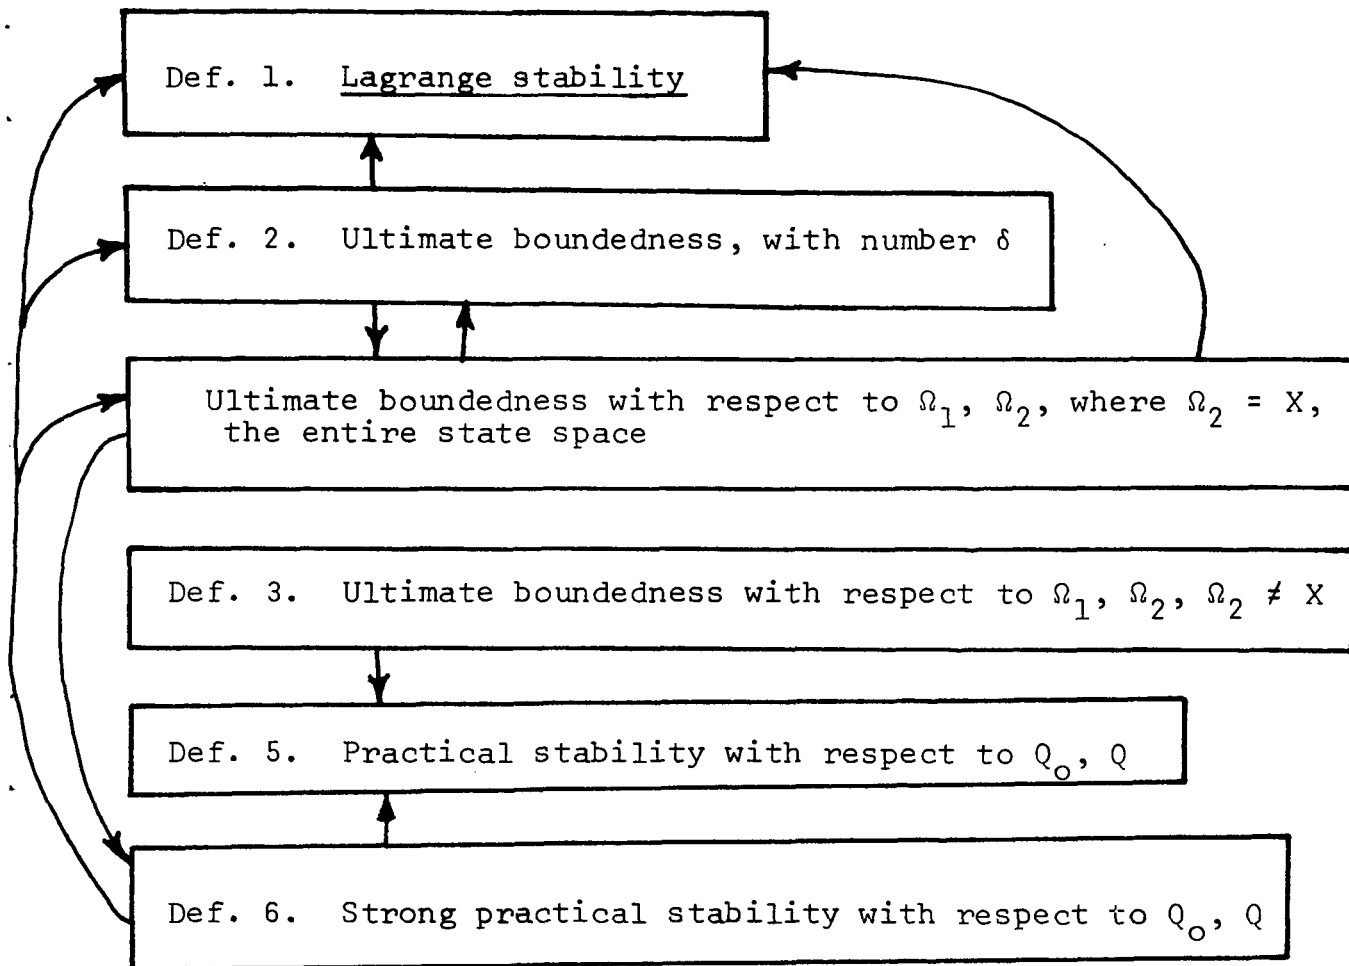 Def. 1. Lagrange stability
Def. 2. Ultimate boundedness, with number δ
Ultimate boundedness with respect to Ω₁, Ω₂, where Ω₂ = X,
the entire state space
Def. 3. Ultimate boundedness with respect to Ω₁, Ω₂, Ω₂ ≠ X
Def. 5. Practical stability with respect to Qₒ, Q
Def. 6. Strong practical stability with respect to Qₒ, Q